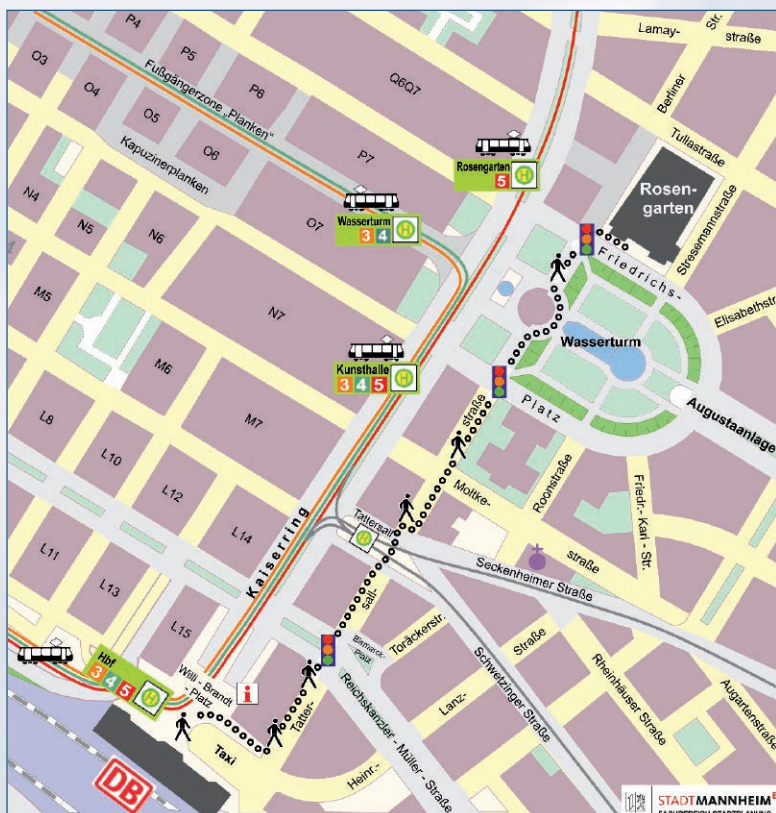 P4
P5
O3
O4
P6
Q6Q7
Fußgängerzone „Planken"
O5
O6
Kapuzinerplanken
P7
Lamay-
straße
Str.
Berliner
Tullastraße
Rosengarten
5
H
Rosen-
garten
Stresemannstraße
N4
N5
N6
O7
Wasserturm
3 4
H
Friedrichs-
Elisabethstr.
M5
N7
Wasserturm
Kunsthalle
3 4 5
H
M6
Platz
Augustaanlage
L8
M7
straße
L10
L12
Moltke-
Roonstraße
Friedr.- Karl - Str.
L14
Kaiserring
Tattersall
H
straße
L11
L13
Seckenheimer Straße
sall-
L15
Bismarck-
Platz
Toräckerstr.
Straße
Hbf
3 4 5
H
Willi - Brandt
- Platz
i
Tatter-
Lanz-
Schwetzinger Straße
Rheinhäuser Straße
Augartenstraße
Reichskanzler - Müller - Straße
Taxi
Heinr.-
DB
STADTMANNHEIM
FACHBEREICH STADTPLANUNG